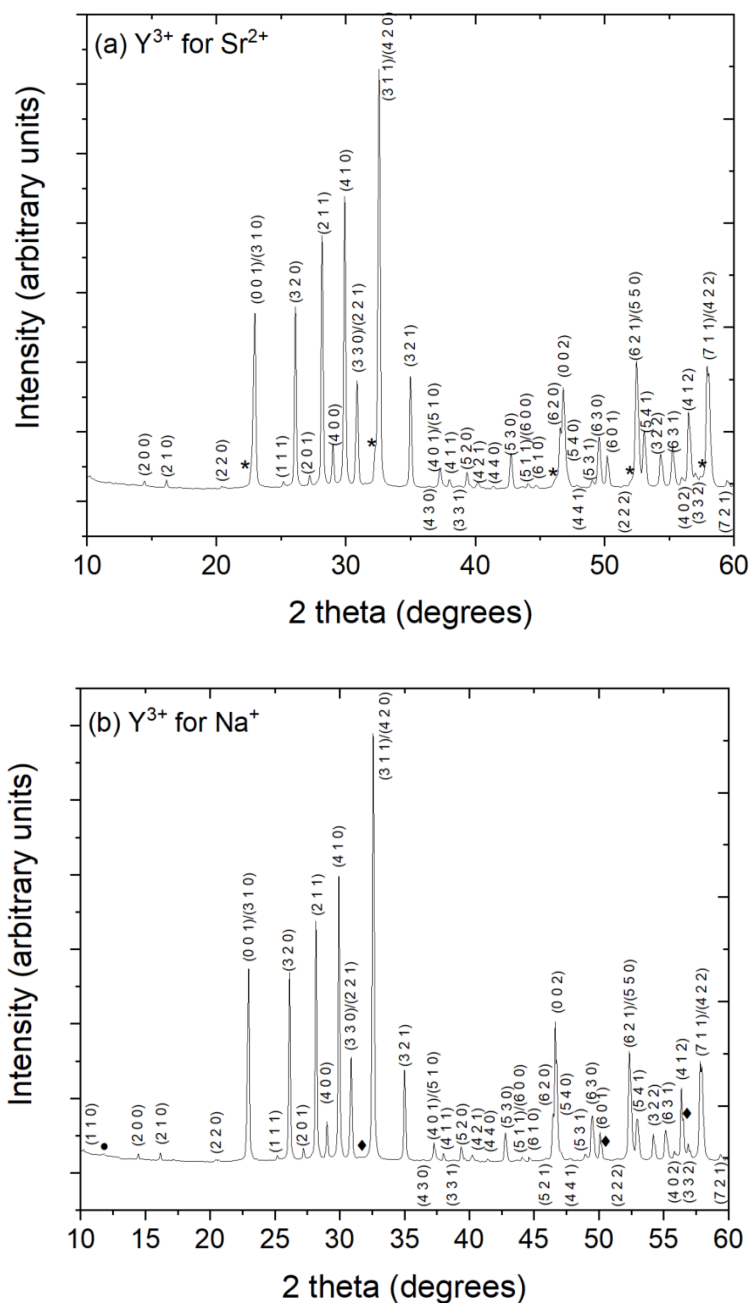 (a) Y³⁺ for Sr²⁺
Intensity (arbitrary units)
(2 0 0)
(2 1 0)
(2 2 0)
*
(0 0 1)/(3 1 0)
(1 1 1)
(3 2 0)
(2 0 1)
(2 1 1)
(4 0 0)
(4 1 0)
(3 3 0)/(2 2 1)
*
(3 1 1)/(4 2 0)
(3 2 1)
(4 3 0)
(4 0 1)/(5 1 0)
(4 1 1)
(3 3 1)
(5 2 0)
(4 2 1)
(4 4 0)
(5 3 0)
(5 1 1)/(6 0 0)
(6 1 0)
*
(6 2 0)
(0 0 2)
(5 4 0)
(4 4 1)
(5 3 1)
(6 3 0)
(6 0 1)
(2 2 2)
*
(6 2 1)/(5 5 0)
(5 4 1)
(3 2 2)
(6 3 1)
(4 0 2)
(4 1 2)
(3 3 2)
*
(7 1 1)/(4 2 2)
(7 2 1)
10 20 30 40 50 60
2 theta (degrees)
(b) Y³⁺ for Na⁺
Intensity (arbitrary units)
(1 1 0)
●
(2 0 0)
(2 1 0)
(2 2 0)
(0 0 1)/(3 1 0)
(1 1 1)
(3 2 0)
(2 0 1)
(2 1 1)
(4 0 0)
(4 1 0)
(3 3 0)/(2 2 1)
♦
(3 1 1)/(4 2 0)
(3 2 1)
(4 3 0)
(4 0 1)/(5 1 0)
(4 1 1)
(3 3 1)
(5 2 0)
(4 2 1)
(4 4 0)
(5 3 0)
(5 1 1)/(6 0 0)
(6 1 0)
(5 2 1)
(6 2 0)
(0 0 2)
(5 4 0)
(4 4 1)
(5 3 1)
(6 3 0)
(6 0 1)
♦
(2 2 2)
(6 2 1)/(5 5 0)
(5 4 1)
(3 2 2)
(6 3 1)
(4 0 2)
(4 1 2)
♦
(3 3 2)
(7 1 1)/(4 2 2)
(7 2 1)
10 15 20 25 30 35 40 45 50 55 60
2 theta (degrees)